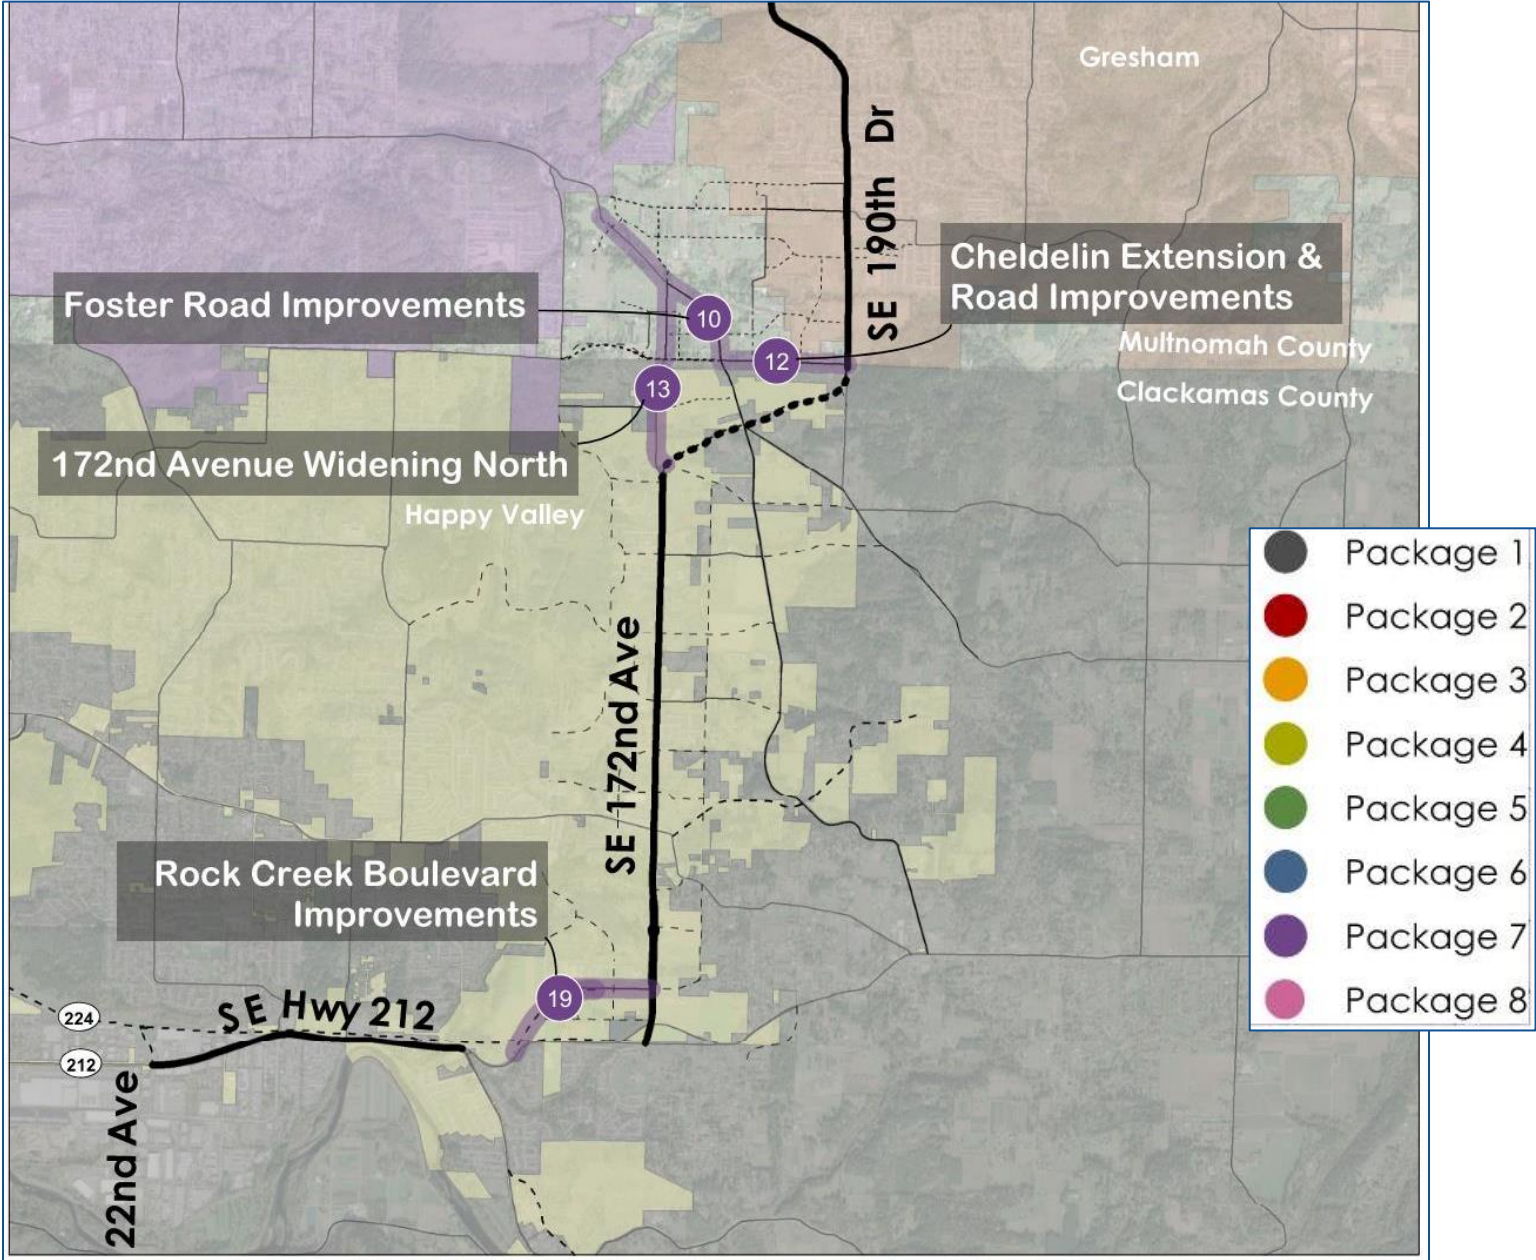 Gresham
SE 190th Dr
Cheldelin Extension &
Road Improvements
Foster Road Improvements
10
Multnomah County
12
13
Clackamas County
172nd Avenue Widening North
Happy Valley
Package 1
Package 2
Package 3
Package 4
Package 5
Package 6
Package 7
Package 8
SE 172nd Ave
Rock Creek Boulevard
Improvements
19
SE Hwy 212
224
212
22nd Ave